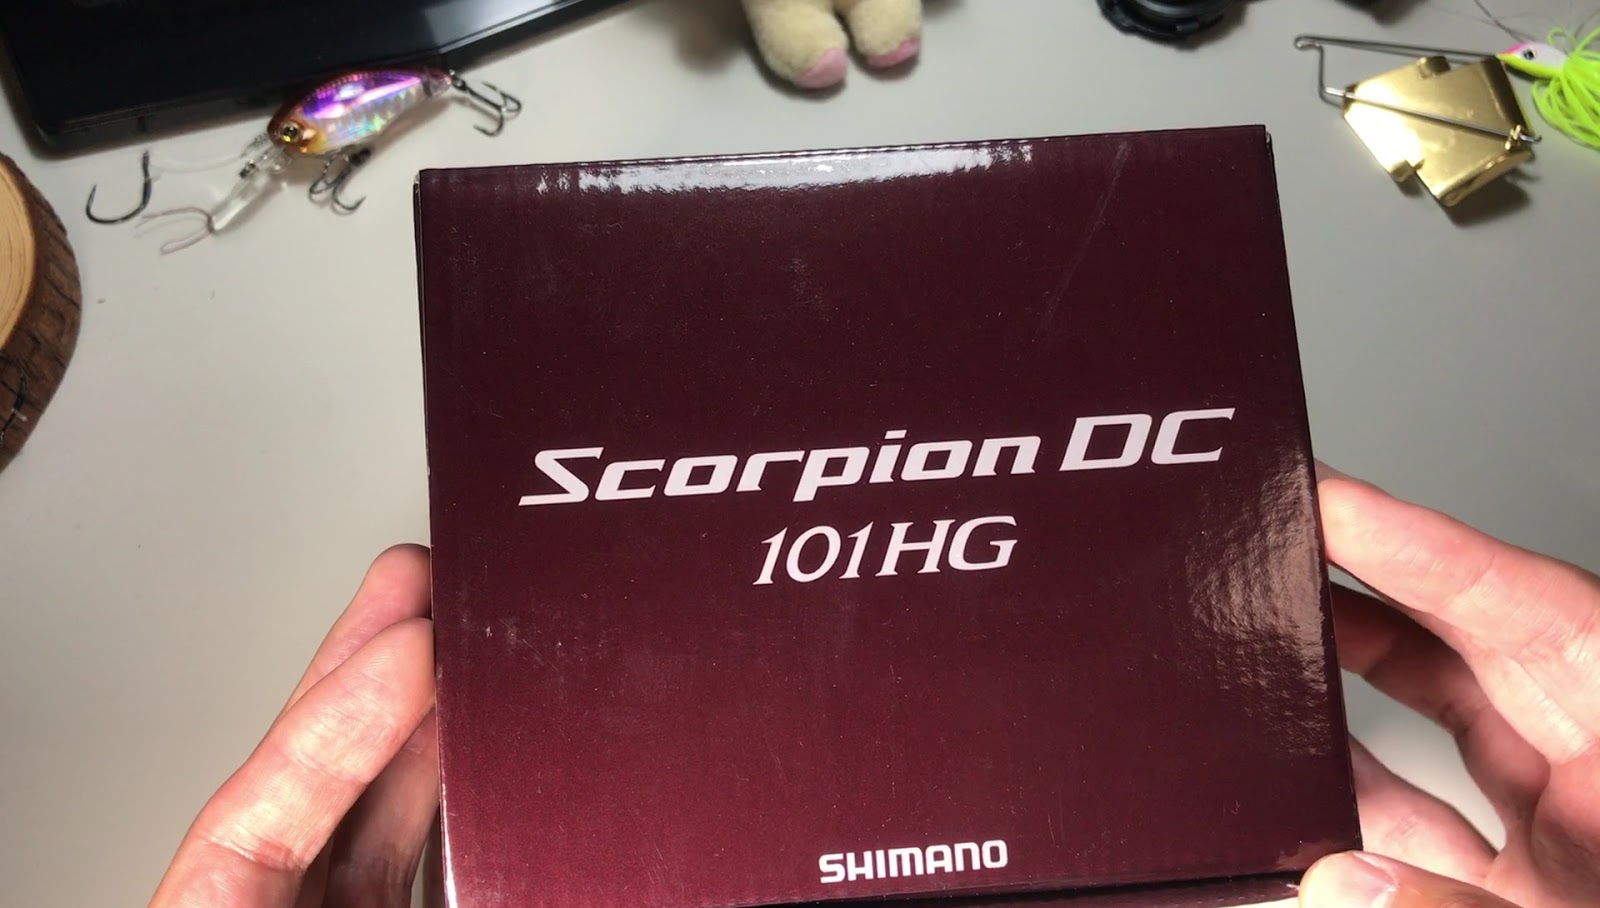 Scorpion DC
101HG
SHIMANO